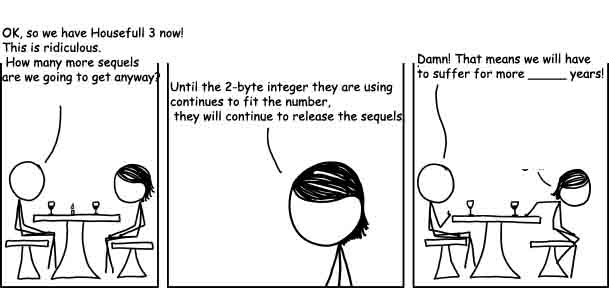 OK, so we have Housefull 3 now!
This is ridiculous.
How many more sequels
are we going to get anyway?
Until the 2-byte integer they are using
continues to fit the number,
they will continue to release the sequels
Damn! That means we will have
to suffer for more _____ years!